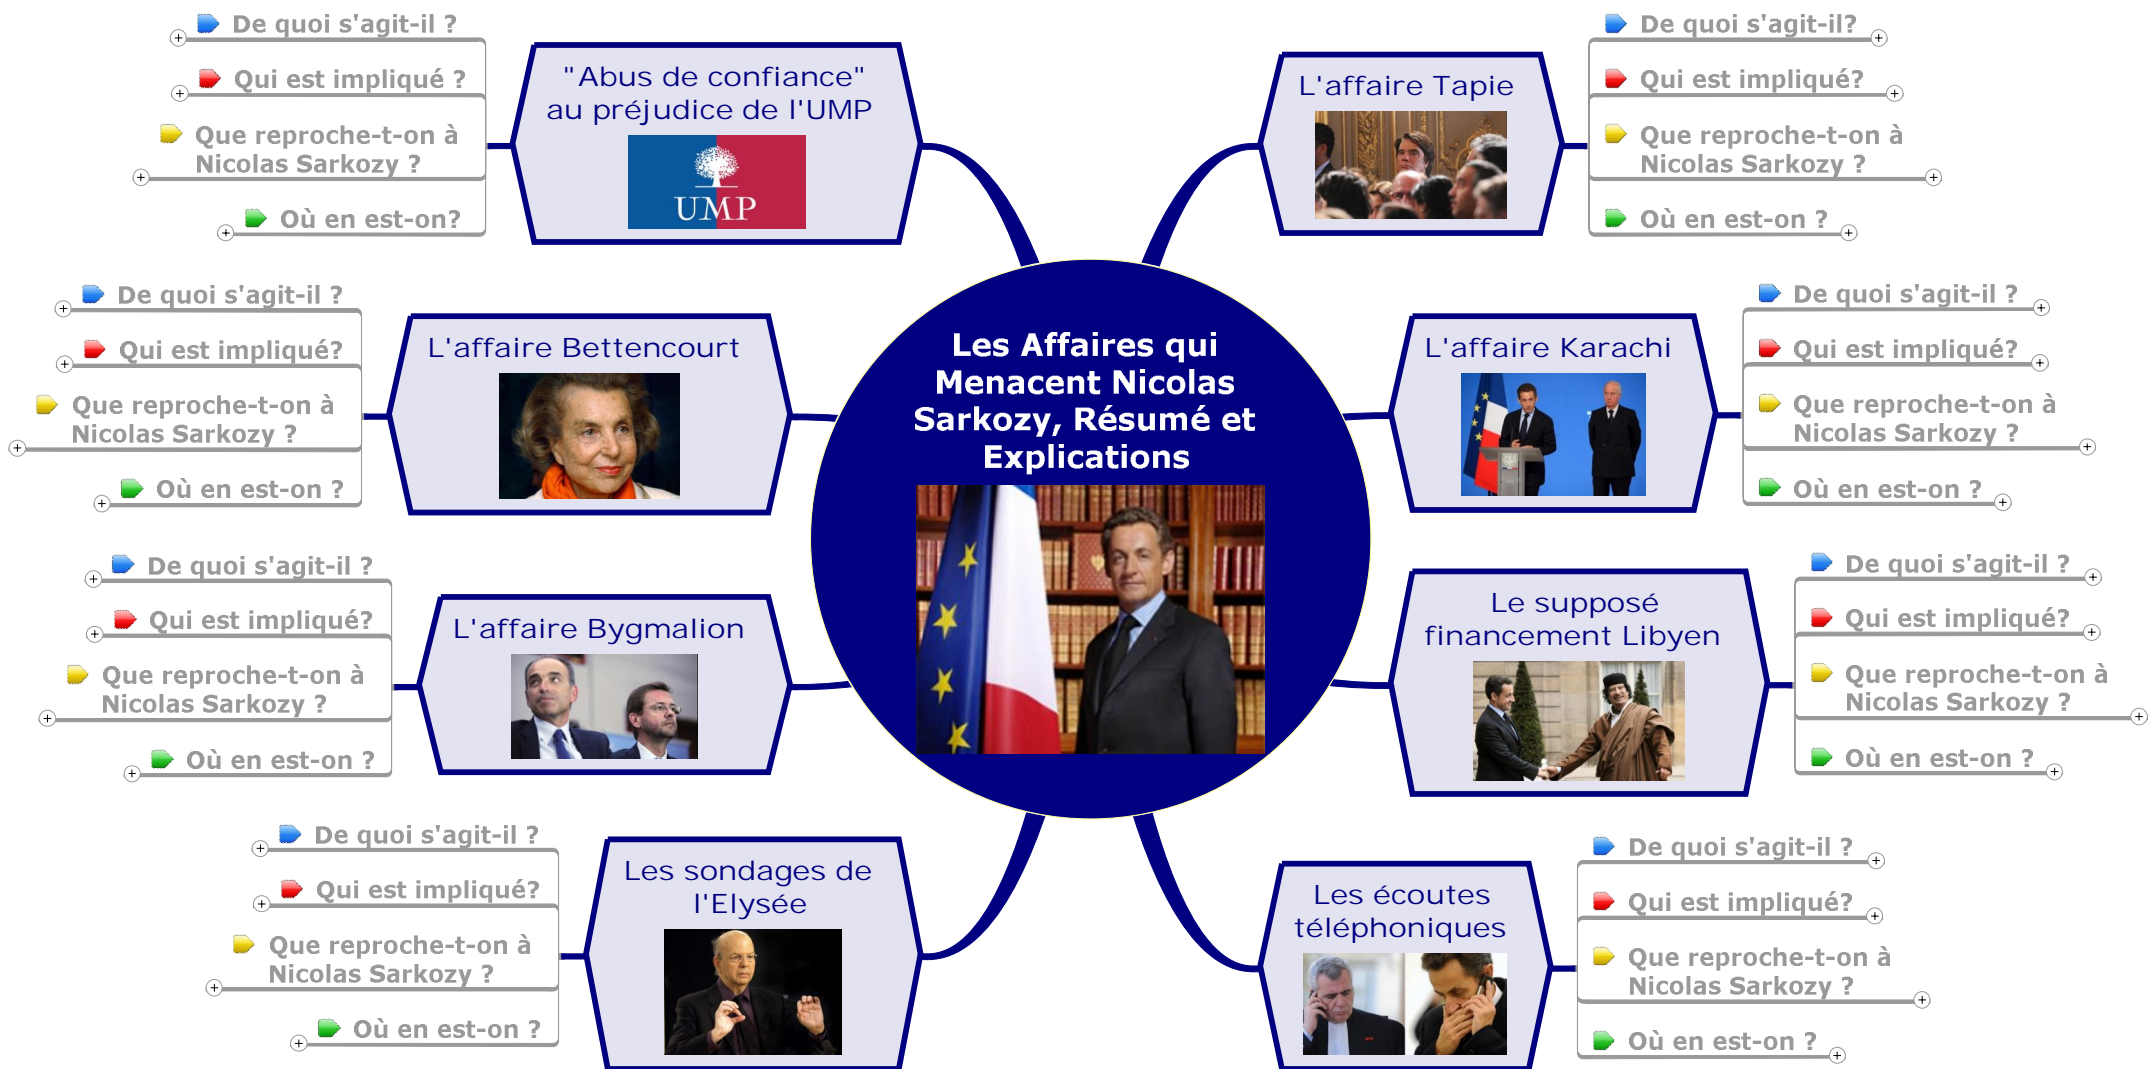 Les Affaires qui
Menacent Nicolas
Sarkozy, Résumé et
Explications
L'affaire Tapie
De quoi s'agit-il?
Qui est impliqué?
Que reproche-t-on à
Nicolas Sarkozy ?
Où en est-on ?
L'affaire Karachi
De quoi s'agit-il ?
Qui est impliqué?
Que reproche-t-on à
Nicolas Sarkozy ?
Où en est-on ?
Le supposé
financement Libyen
De quoi s'agit-il ?
Qui est impliqué?
Que reproche-t-on à
Nicolas Sarkozy ?
Où en est-on ?
Les écoutes
téléphoniques
De quoi s'agit-il ?
Qui est impliqué?
Que reproche-t-on à
Nicolas Sarkozy ?
Où en est-on ?
"Abus de confiance"
au préjudice de l'UMP
UMP
De quoi s'agit-il ?
Qui est impliqué ?
Que reproche-t-on à
Nicolas Sarkozy ?
Où en est-on?
L'affaire Bettencourt
De quoi s'agit-il ?
Qui est impliqué?
Que reproche-t-on à
Nicolas Sarkozy ?
Où en est-on ?
L'affaire Bygmalion
De quoi s'agit-il ?
Qui est impliqué?
Que reproche-t-on à
Nicolas Sarkozy ?
Où en est-on ?
Les sondages de
l'Elysée
De quoi s'agit-il ?
Qui est impliqué?
Que reproche-t-on à
Nicolas Sarkozy ?
Où en est-on ?